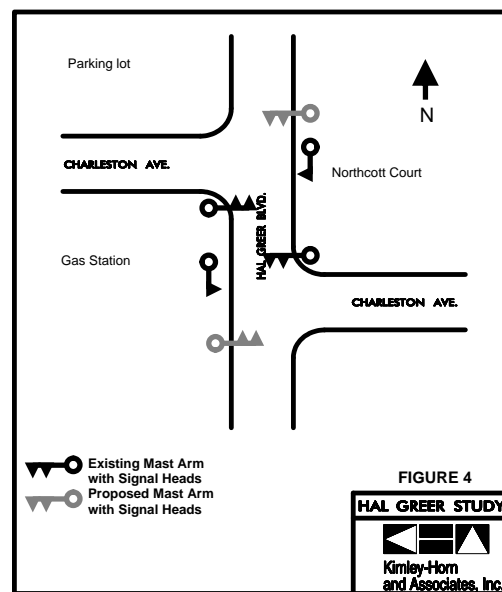 Parking lot
N
CHARLESTON AVE.
Northcott Court
HAL GREER BLVD.
Gas Station
CHARLESTON AVE.
Existing Mast Arm
with Signal Heads
Proposed Mast Arm
with Signal Heads
FIGURE 4
HAL GREER STUDY
Kimley-Horn
and Associates, Inc.